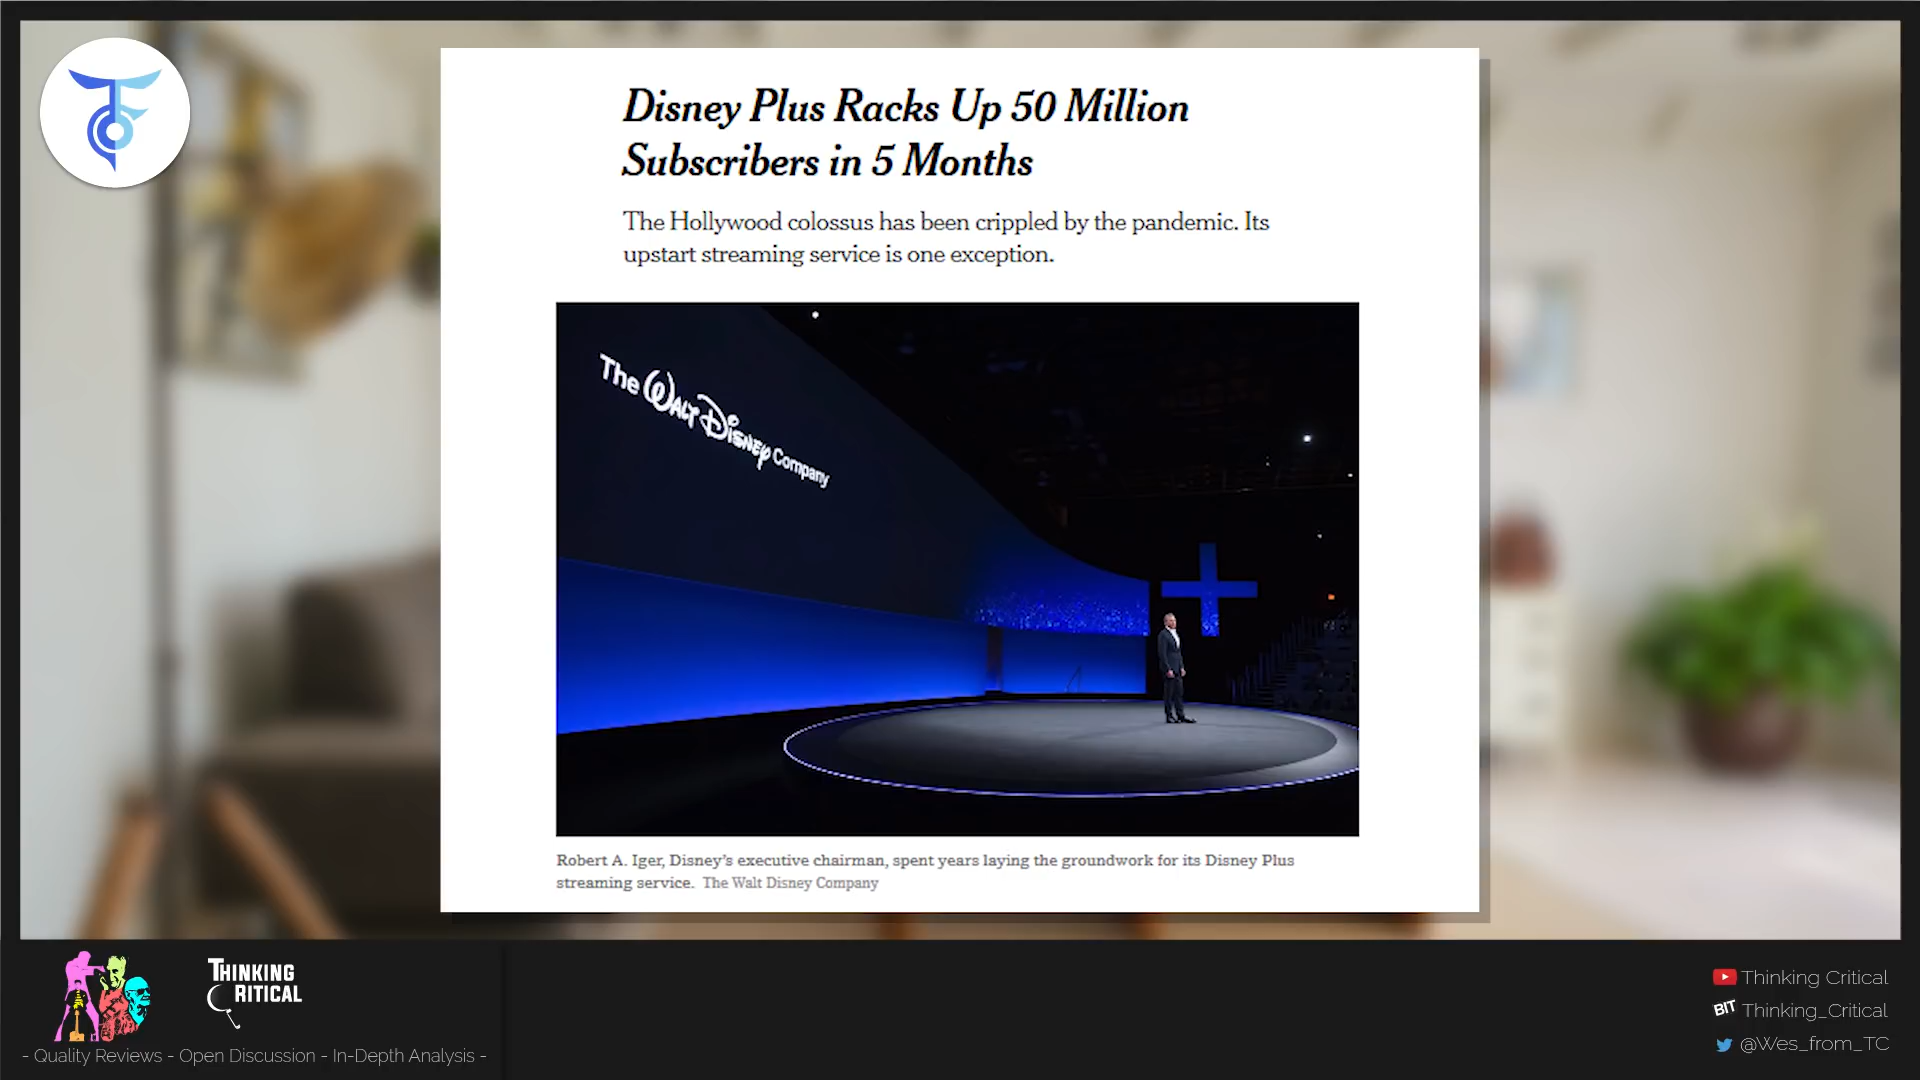 Disney Plus Racks Up 50 Million
Subscribers in 5 Months
The Hollywood colossus has been crippled by the pandemic. Its
upstart streaming service is one exception.
The WALT DISNEY Company
Robert A. Iger, Disney's executive chairman, spent years laying the groundwork for its Disney Plus
streaming service. The Walt Disney Company
THINKING
CRITICAL
- Quality Reviews - Open Discussion - In-Depth Analysis -
Thinking Critical
BIT Thinking_Critical
@Wes_from_TC